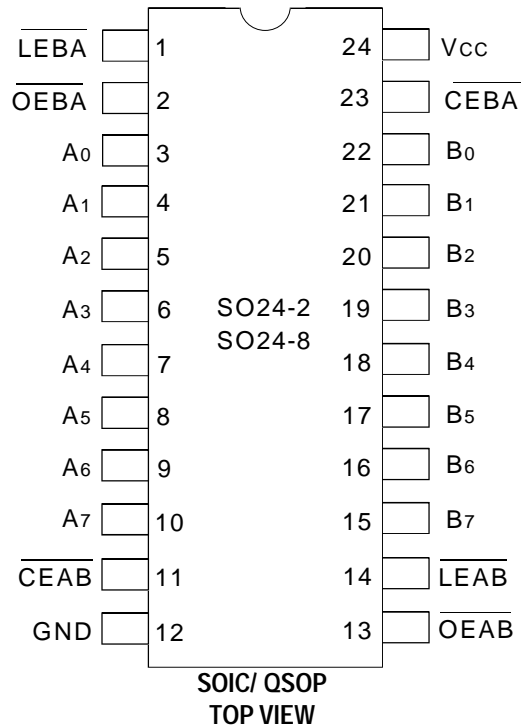 LEBA 1 24 VCC
OEBA 2 23 CEBA
A0 3 22 B0
A1 4 21 B1
A2 5 20 B2
A3 6 SO24-2 19 B3
SO24-8
A4 7 18 B4
A5 8 17 B5
A6 9 16 B6
A7 10 15 B7
CEAB 11 14 LEAB
GND 12 13 OEAB
SOIC/ QSOP
TOP VIEW